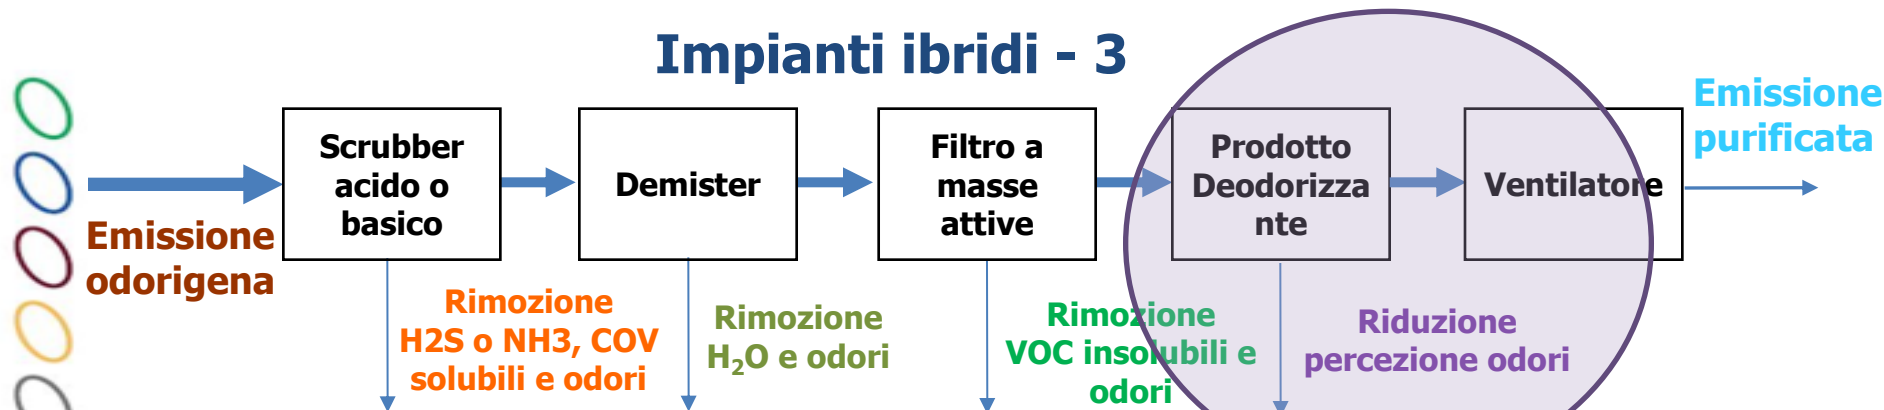 Impianti ibridi - 3
Emissione
odorigena
Scrubber
acido o
basico
Demister
Filtro a
masse
attive
Prodotto
Deodorizza
nte
Ventilatore
Emissione
purificata
Rimozione
H2S o NH3, COV
solubili e odori
Rimozione
H₂O e odori
Rimozione
VOC insolubili e
odori
Riduzione
percezione odori